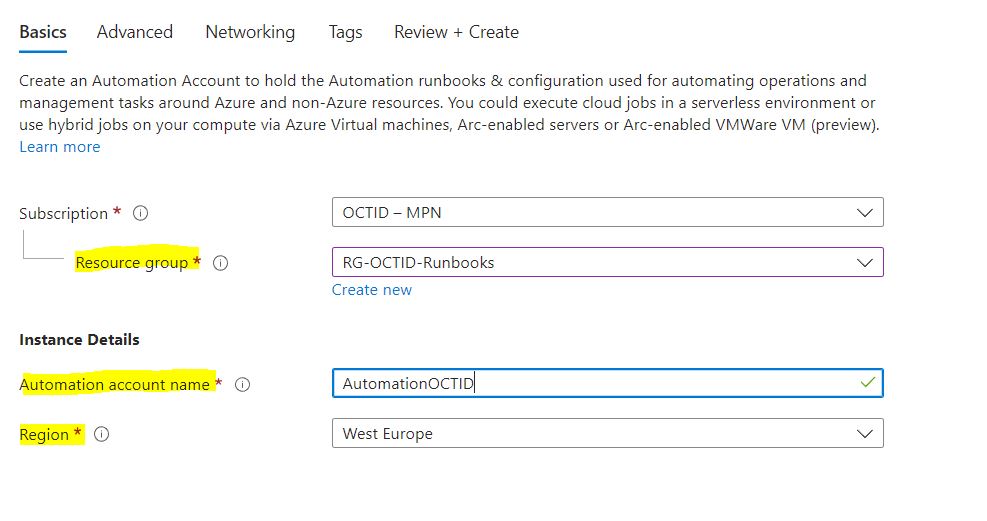 Basics Advanced Networking Tags Review + Create
Create an Automation Account to hold the Automation runbooks & configuration used for automating operations and
management tasks around Azure and non-Azure resources. You could execute cloud jobs in a serverless environment or
use hybrid jobs on your compute via Azure Virtual machines, Arc-enabled servers or Arc-enabled VMWare VM (preview).
Learn more
Subscription * OCTID – MPN
Resource group * RG-OCTID-Runbooks
Create new
Instance Details
Automation account name * AutomationOCTID
Region * West Europe